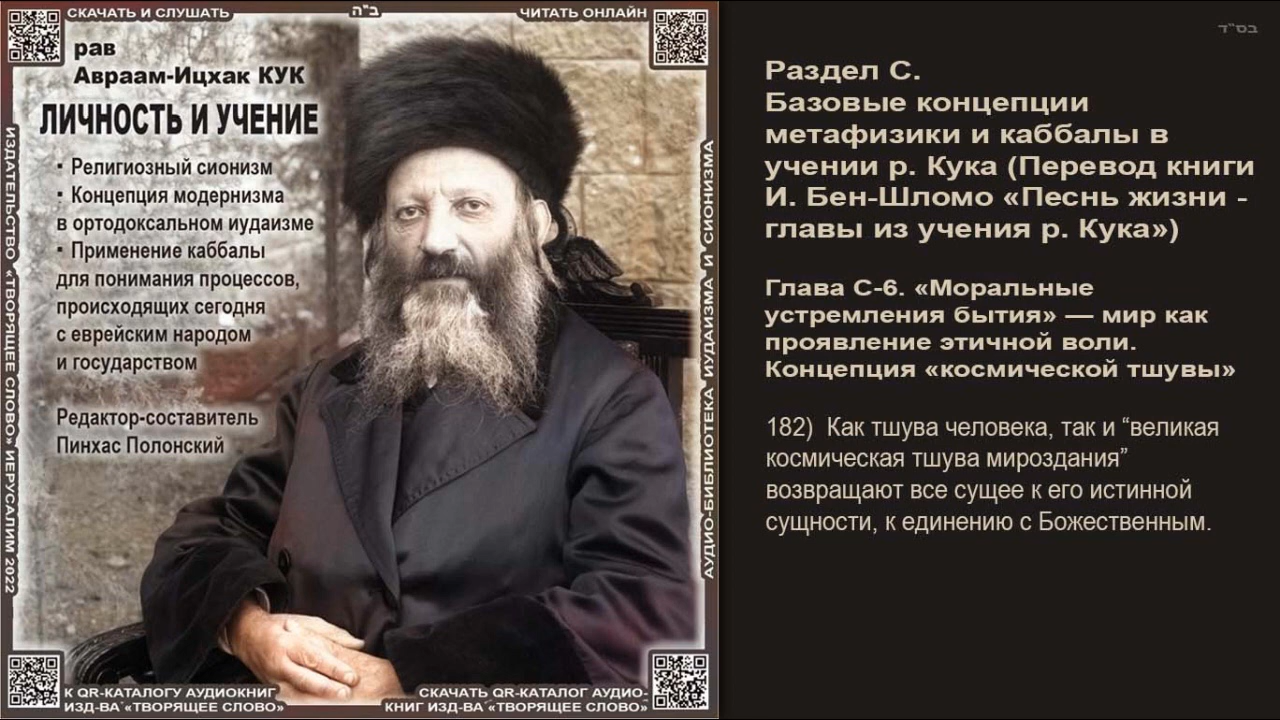 СКАЧАТЬ И СЛУШАТЬ
ב"ה
ЧИТАТЬ ОНЛАЙН
рав
Авраам-Ицхак КУК
ЛИЧНОСТЬ И УЧЕНИЕ
· Религиозный сионизм
· Концепция модернизма
в ортодоксальном иудаизме
· Применение каббалы
для понимания процессов,
происходящих сегодня
с еврейским народом
и государством
Редактор-составитель
Пинхас Полонский
ИЗДАТЕЛЬСТВО «ТВОРЯЩЕЕ СЛОВО» ИЕРУСАЛИМ 2022
АУДИО-БИБЛИОТЕКА ИУДАИЗМА И СИОНИЗМА
К QR-КАТАЛОГУ АУДИОКНИГ
ИЗД-ВА «ТВОРЯЩЕЕ СЛОВО»
СКАЧАТЬ QR-КАТАЛОГ АУДИО-
КНИГ ИЗД-ВА «ТВОРЯЩЕЕ СЛОВО»
בס"ד
Раздел С.
Базовые концепции
метафизики и каббалы в
учении р. Кука (Перевод книги
И. Бен-Шломо «Песнь жизни -
главы из учения р. Кука»)
Глава С-6. «Моральные
устремления бытия» — мир как
проявление этичной воли.
Концепция «космической тшувы»
182) Как тшува человека, так и “великая
космическая тшува мироздания”
возвращают все сущее к его истинной
сущности, к единению с Божественным.